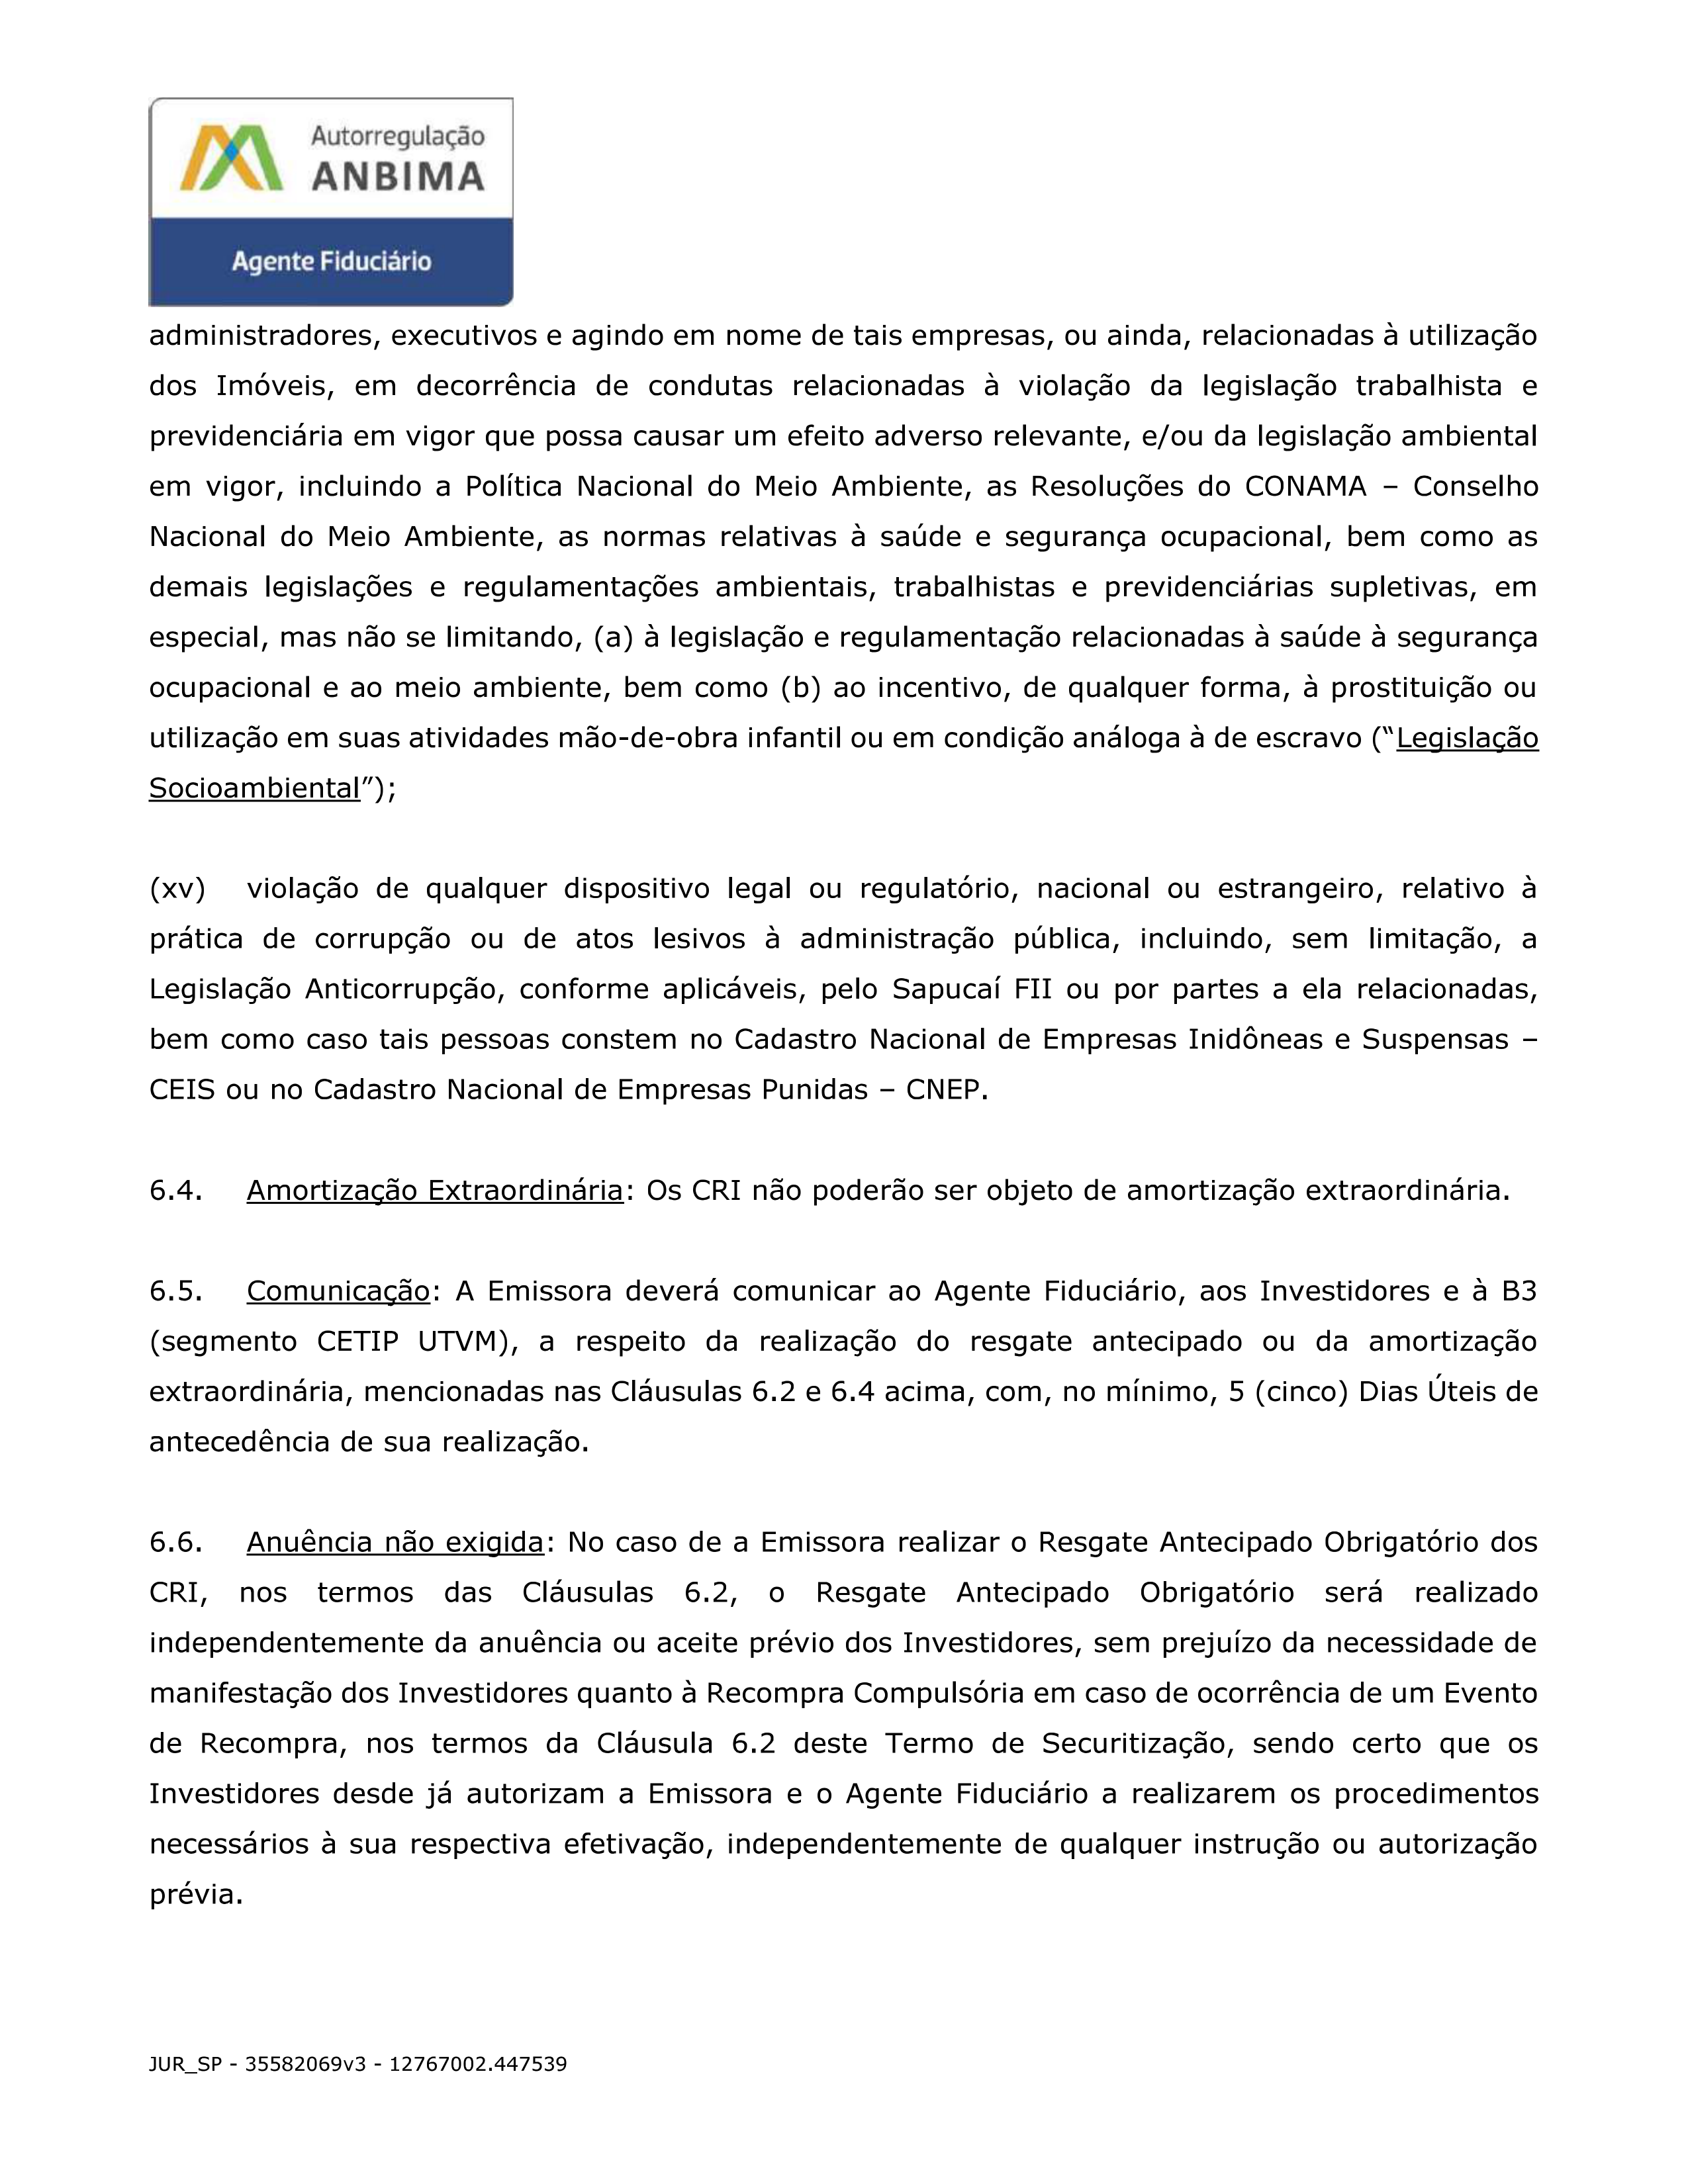 Autorregulação
ANBIMA
Agente Fiduciário
administradores, executivos e agindo em nome de tais empresas, ou ainda, relacionadas à utilização
dos Imóveis, em decorrência de condutas relacionadas à violação da legislação trabalhista e
previdenciária em vigor que possa causar um efeito adverso relevante, e/ou da legislação ambiental
em vigor, incluindo a Política Nacional do Meio Ambiente, as Resoluções do CONAMA – Conselho
Nacional do Meio Ambiente, as normas relativas à saúde e segurança ocupacional, bem como as
demais legislações e regulamentações ambientais, trabalhistas e previdenciárias supletivas, em
especial, mas não se limitando, (a) à legislação e regulamentação relacionadas à saúde à segurança
ocupacional e ao meio ambiente, bem como (b) ao incentivo, de qualquer forma, à prostituição ou
utilização em suas atividades mão-de-obra infantil ou em condição análoga à de escravo (“Legislação
Socioambiental”);
(xv) violação de qualquer dispositivo legal ou regulatório, nacional ou estrangeiro, relativo à
prática de corrupção ou de atos lesivos à administração pública, incluindo, sem limitação, a
Legislação Anticorrupção, conforme aplicáveis, pelo Sapucaí FII ou por partes a ela relacionadas,
bem como caso tais pessoas constem no Cadastro Nacional de Empresas Inidôneas e Suspensas –
CEIS ou no Cadastro Nacional de Empresas Punidas – CNEP.
6.4. Amortização Extraordinária: Os CRI não poderão ser objeto de amortização extraordinária.
6.5. Comunicação: A Emissora deverá comunicar ao Agente Fiduciário, aos Investidores e à B3
(segmento CETIP UTVM), a respeito da realização do resgate antecipado ou da amortização
extraordinária, mencionadas nas Cláusulas 6.2 e 6.4 acima, com, no mínimo, 5 (cinco) Dias Úteis de
antecedência de sua realização.
6.6. Anuência não exigida: No caso de a Emissora realizar o Resgate Antecipado Obrigatório dos
CRI, nos termos das Cláusulas 6.2, o Resgate Antecipado Obrigatório será realizado
independentemente da anuência ou aceite prévio dos Investidores, sem prejuízo da necessidade de
manifestação dos Investidores quanto à Recompra Compulsória em caso de ocorrência de um Evento
de Recompra, nos termos da Cláusula 6.2 deste Termo de Securitização, sendo certo que os
Investidores desde já autorizam a Emissora e o Agente Fiduciário a realizarem os procedimentos
necessários à sua respectiva efetivação, independentemente de qualquer instrução ou autorização
prévia.
JUR_SP - 35582069v3 - 12767002.447539